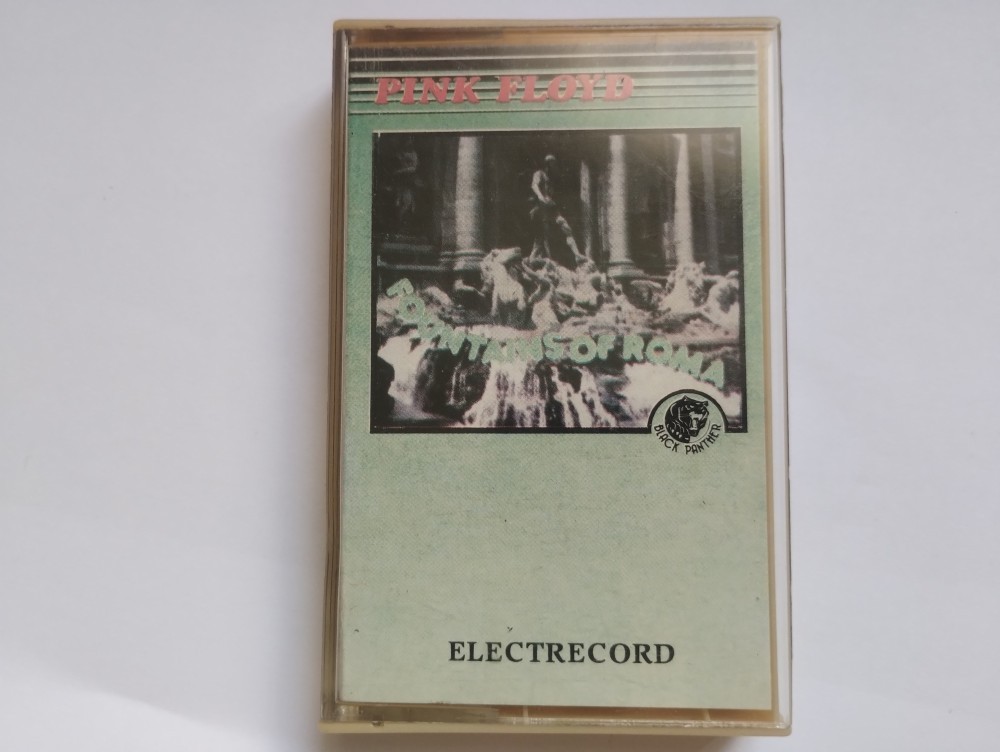 PINK FLOYD
FOUNTAINS OF ROMA
BLACK PANTHER
ELECTRECORD